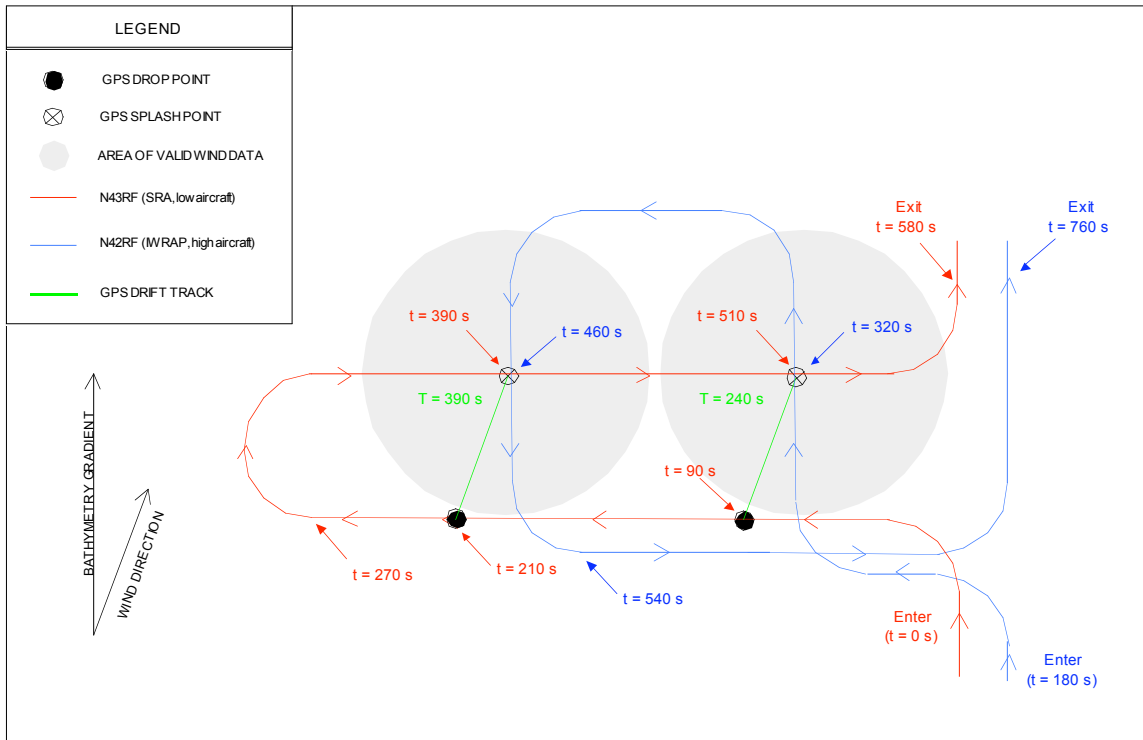 LEGEND
GPS DROP POINT
GPS SPLASH POINT
AREA OF VALID WIND DATA
N43RF (SRA, low aircraft)
N42RF (IWRAP, high aircraft)
GPS DRIFT TRACK
Exit
t = 580 s
Exit
t = 760 s
t = 390 s
t = 460 s
t = 510 s
t = 320 s
T = 390 s
T = 240 s
t = 90 s
BATHYMETRY GRADIENT
WIND DIRECTION
t = 270 s
t = 210 s
t = 540 s
Enter
(t = 0 s)
Enter
(t = 180 s)